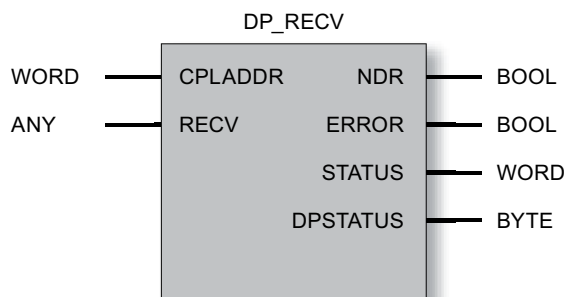 DP_RECV
WORD CPLADDR NDR BOOL
ANY RECV ERROR BOOL
STATUS WORD
DPSTATUS BYTE